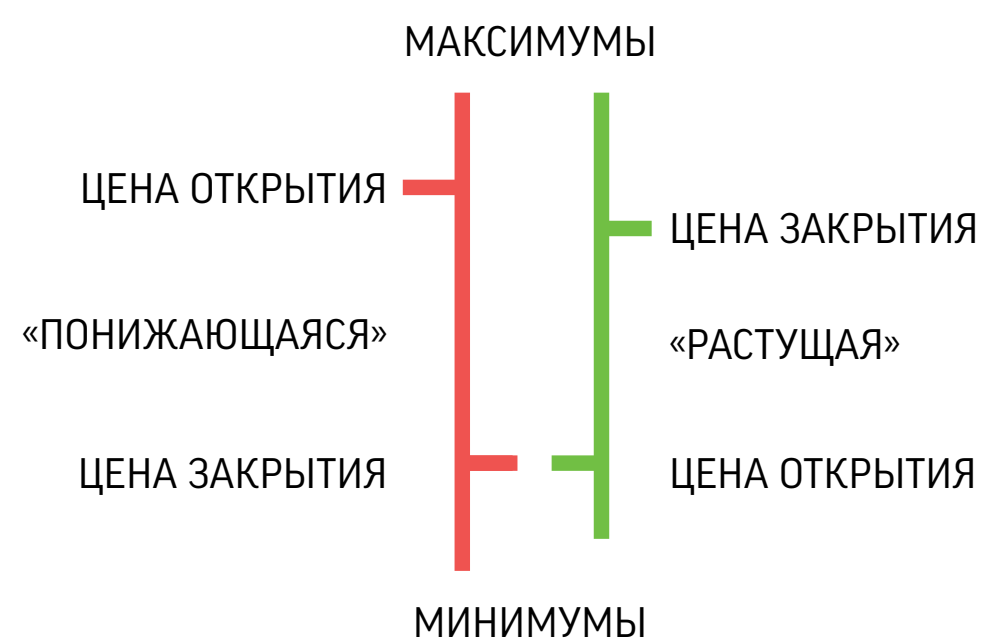 МАКСИМУМЫ
ЦЕНА ОТКРЫТИЯ
ЦЕНА ЗАКРЫТИЯ
«ПОНИЖАЮЩАЯСЯ»
«РАСТУЩАЯ»
ЦЕНА ЗАКРЫТИЯ
ЦЕНА ОТКРЫТИЯ
МИНИМУМЫ